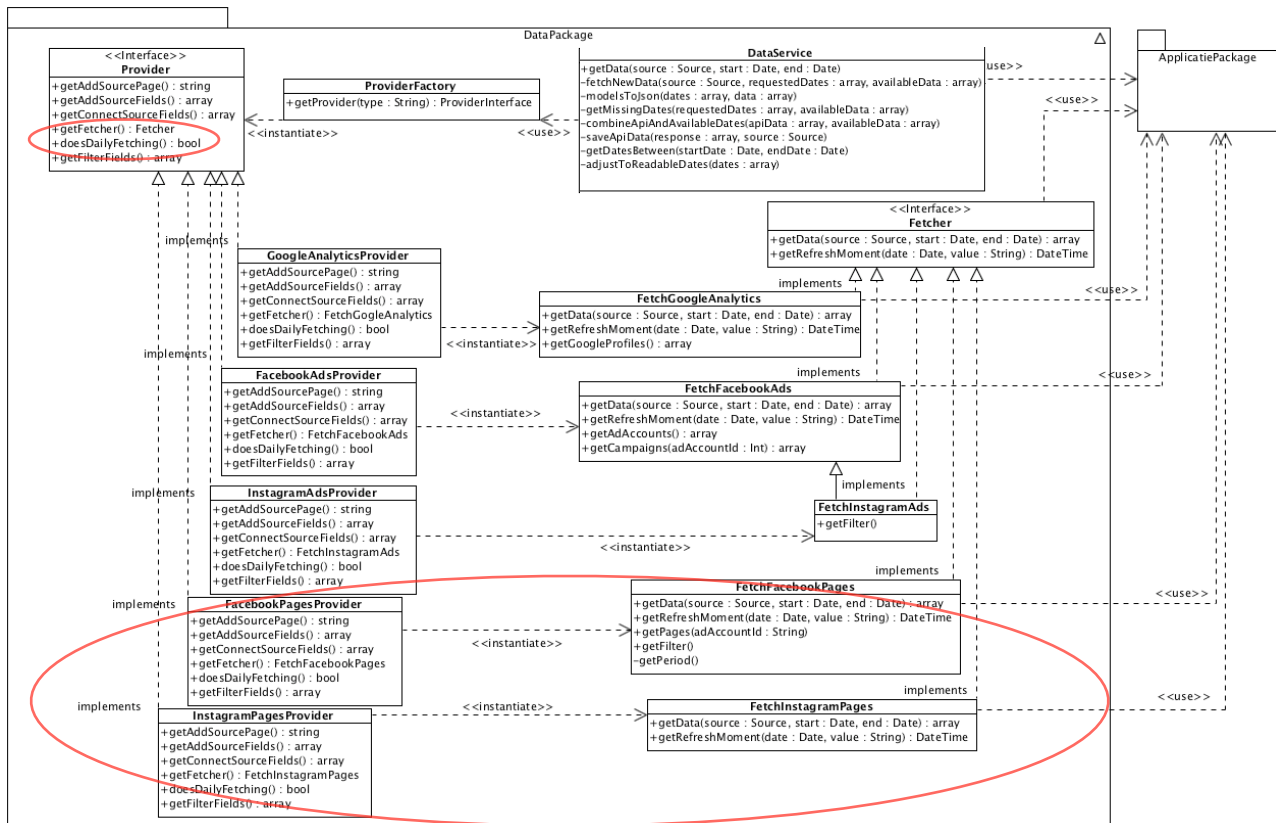 DataPackage
<<Interface>>
Provider
+getAddSourcePage() : string
+getAddSourceFields() : array
+getConnectSourceFields() : array
+getFetcher() : Fetcher
+doesDailyFetching() : bool
+getFilterFields() : array
ProviderFactory
+getProvider(type : String) : ProviderInterface
<<instantiate>>
<<use>>
DataService
+getData(source : Source, start : Date, end : Date)
-fetchNewData(source : Source, requestedDates : array, availableData : array)
-modelsToJson(dates : array, data : array)
-getMissingDates(requestedDates : array, availableData : array)
-combineApiAndAvailableDates(apiData : array, availableData : array)
-saveApiData(response : array, source : Source)
-getDatesBetween(startDate : Date, endDate : Date)
-adjustToReadableDates(dates : array)
use>>
<<use>>
ApplicatiePackage
<<Interface>>
Fetcher
+getData(source : Source, start : Date, end : Date) : array
+getRefreshMoment(date : Date, value : String) : DateTime
implements
GoogleAnalyticsProvider
+getAddSourcePage() : string
+getAddSourceFields() : array
+getConnectSourceFields() : array
+getFetcher() : FetchGogleAnalytics
+doesDailyFetching() : bool
+getFilterFields() : array
<<instantiate>>
implements
FetchGoogleAnalytics
+getData(source : Source, start : Date, end : Date) : array
+getRefreshMoment(date : Date, value : String) : DateTime
+getGoogleProfiles() : array
<<use>>
implements
FacebookAdsProvider
+getAddSourcePage() : string
+getAddSourceFields() : array
+getConnectSourceFields() : array
+getFetcher() : FetchFacebookAds
+doesDailyFetching() : bool
+getFilterFields() : array
<<instantiate>>
implements
FetchFacebookAds
+getData(source : Source, start : Date, end : Date) : array
+getRefreshMoment(date : Date, value : String) : DateTime
+getAdAccounts() : array
+getCampaigns(adAccountId : Int) : array
<<use>>
implements
InstagramAdsProvider
+getAddSourcePage() : string
+getAddSourceFields() : array
+getConnectSourceFields() : array
+getFetcher() : FetchInstagramAds
+doesDailyFetching() : bool
+getFilterFields() : array
<<instantiate>>
implements
FetchInstagramAds
+getFilter()
implements
FacebookPagesProvider
+getAddSourcePage() : string
+getAddSourceFields() : array
+getConnectSourceFields() : array
+getFetcher() : FetchFacebookPages
+doesDailyFetching() : bool
+getFilterFields() : array
<<instantiate>>
implements
FetchFacebookPages
+getData(source : Source, start : Date, end : Date) : array
+getRefreshMoment(date : Date, value : String) : DateTime
+getPages(adAccountId : String)
+getFilter()
-getPeriod()
<<use>>
implements
InstagramPagesProvider
+getAddSourcePage() : string
+getAddSourceFields() : array
+getConnectSourceFields() : array
+getFetcher() : FetchInstagramPages
+doesDailyFetching() : bool
+getFilterFields() : array
<<instantiate>>
implements
FetchInstagramPages
+getData(source : Source, start : Date, end : Date) : array
+getRefreshMoment(date : Date, value : String) : DateTime
<<use>>